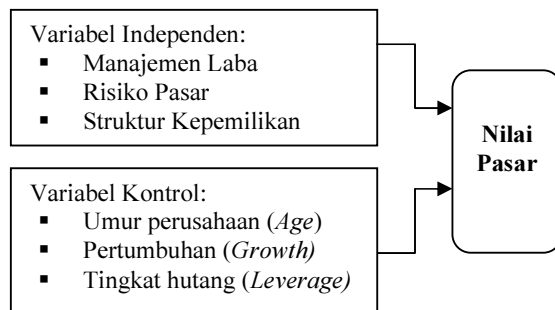 Variabel Independen:
▪ Manajemen Laba
▪ Risiko Pasar
▪ Struktur Kepemilikan
Variabel Kontrol:
▪ Umur perusahaan (Age)
▪ Pertumbuhan (Growth)
▪ Tingkat hutang (Leverage)
Nilai
Pasar